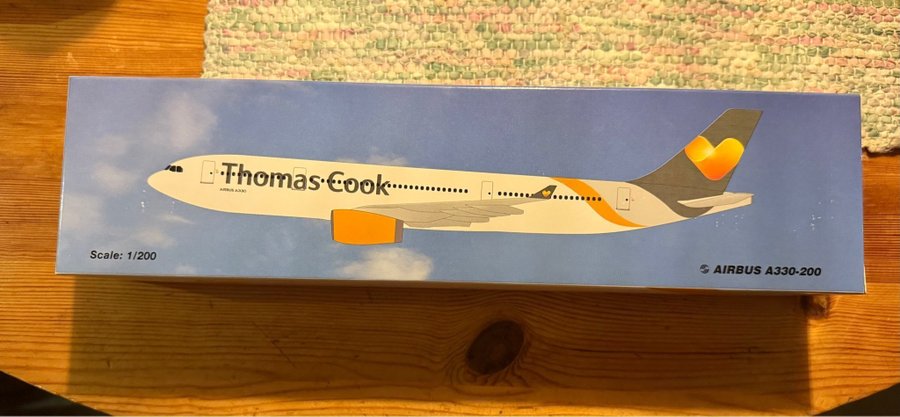 Thomas Cook
AIRBUS A330
Scale: 1/200
AIRBUS A330-200